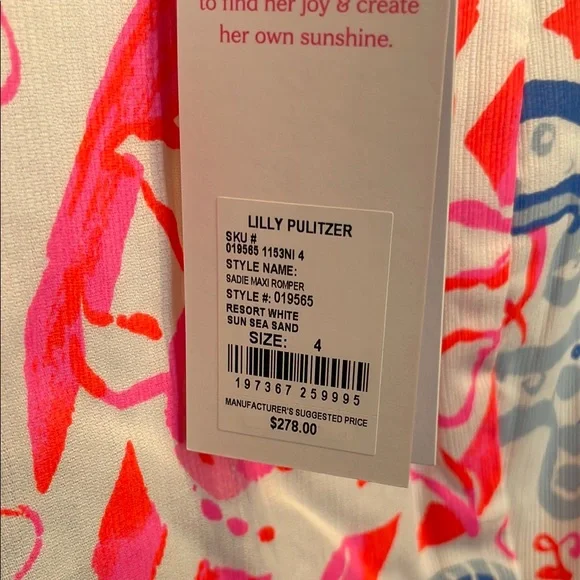 to find her joy & create
her own sunshine.
LILLY PULITZER
SKU #
019565 1153NI 4
STYLE NAME:
SADIE MAXI ROMPER
STYLE #: 019565
RESORT WHITE
SUN SEA SAND
SIZE: 4
197367 259995
MANUFACTURER'S SUGGESTED PRICE
$278.00